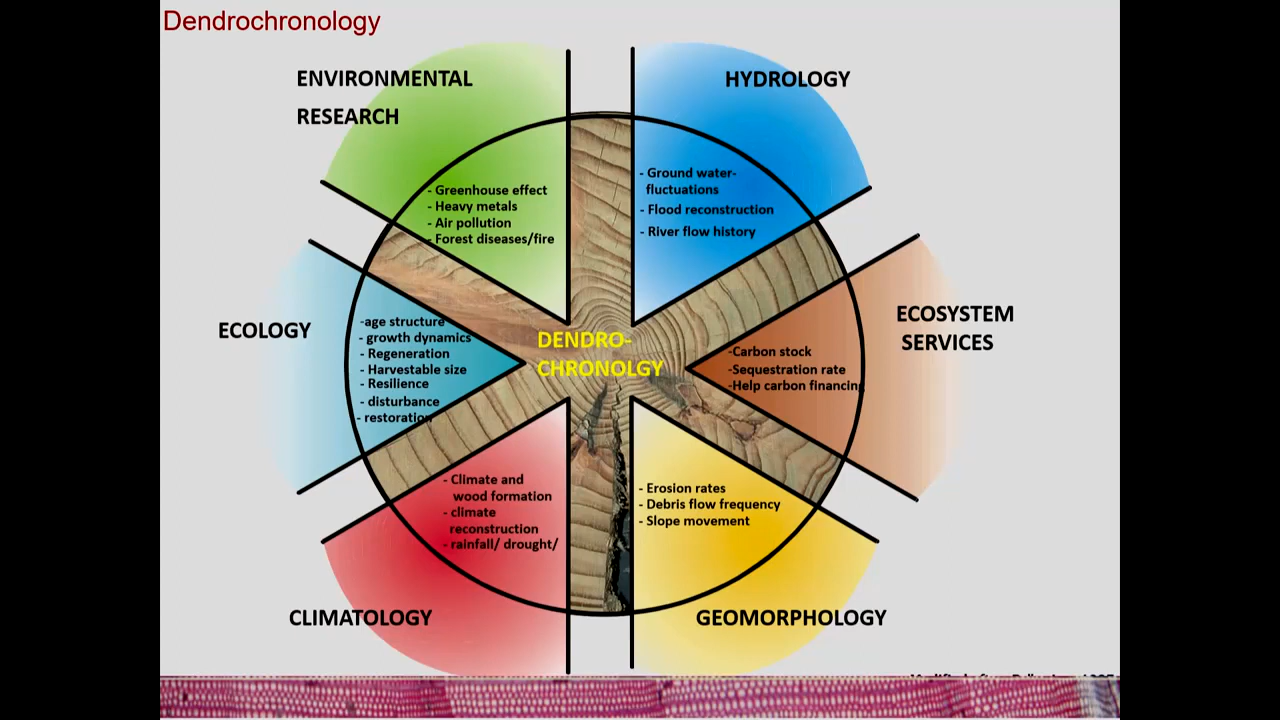 Dendrochronology
ENVIRONMENTAL
RESEARCH
- Greenhouse effect
- Heavy metals
- Air pollution
- Forest diseases/fire
HYDROLOGY
- Ground water-
fluctuations
- Flood reconstruction
- River flow history
ECOLOGY
-age structure
- growth dynamics
- Regeneration
- Harvestable size
- Resilience
- disturbance
- restoration
DENDRO-
CHRONOLGY
ECOSYSTEM
SERVICES
-Carbon stock
-Sequestration rate
-Help carbon financing
CLIMATOLOGY
- Climate and
wood formation
- climate
reconstruction
- rainfall/ drought/
GEOMORPHOLOGY
- Erosion rates
- Debris flow frequency
- Slope movement